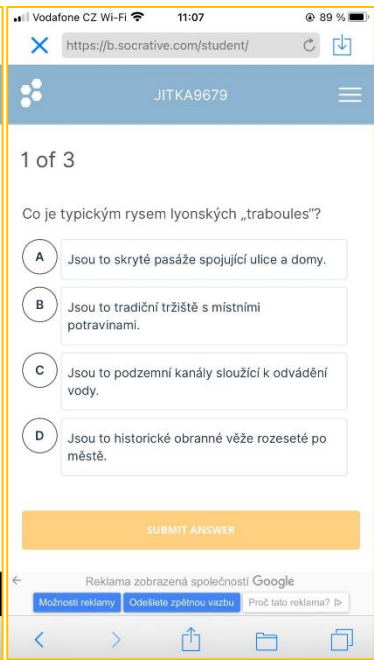 Vodafone CZ Wi-Fi 11:07 89 %
https://b.socrative.com/student/
JITKA9679
1 of 3
Co je typickým rysem lyonských „traboules“?
A Jsou to skryté pasáže spojující ulice a domy.
B Jsou to tradiční tržiště s místními
potravinami.
C Jsou to podzemní kanály sloužící k odvádění
vody.
D Jsou to historické obranné věže rozeseté po
městě.
SUBMIT ANSWER
Reklama zobrazená společností Google
Možnosti reklamy Odešlete zpětnou vazbu Proč tato reklama?